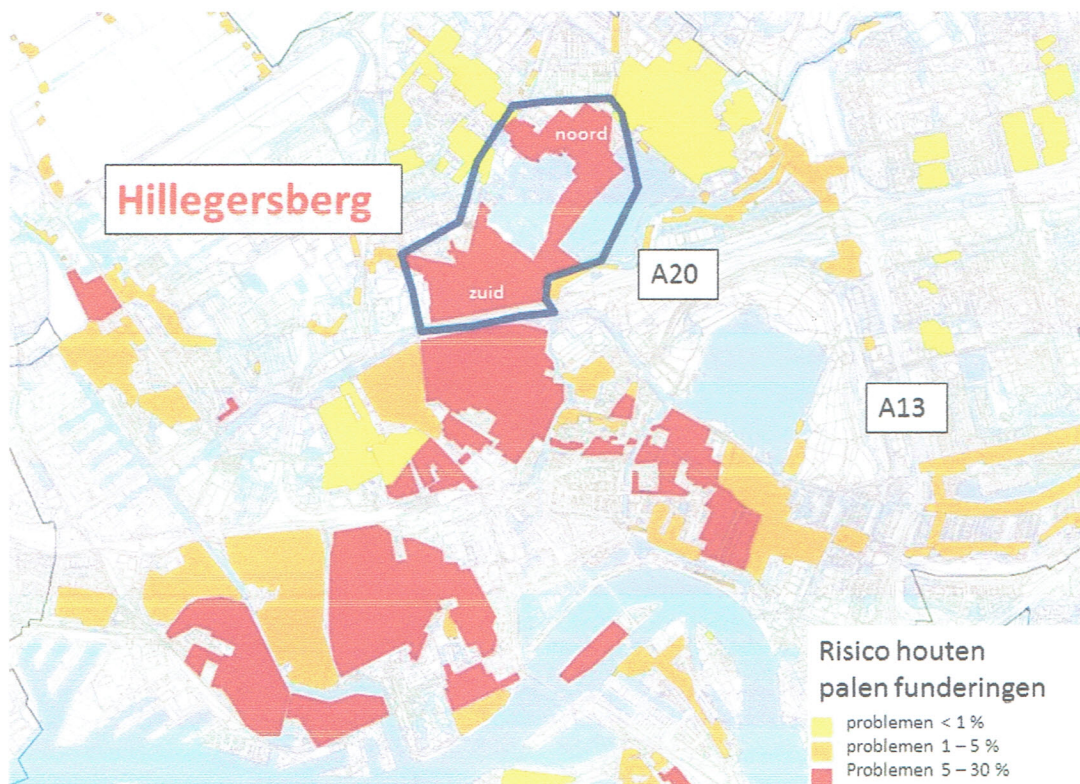 noord
Hillegersberg
A20
zuid
A13
Risico houten
palen funderingen
problemen < 1 %
problemen 1 – 5 %
Problemen 5 – 30 %